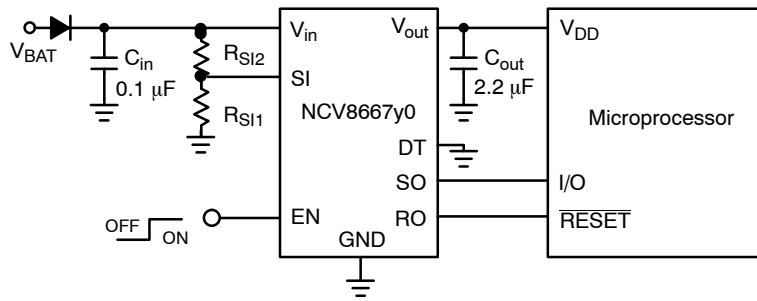 V_in
V_out
V_DD
V_BAT
C_in
0.1 μF
R_SI2
SI
R_SI1
NCV8667y0
C_out
2.2 μF
Microprocessor
DT
SO
I/O
OFF
ON
EN
RO
RESET
GND